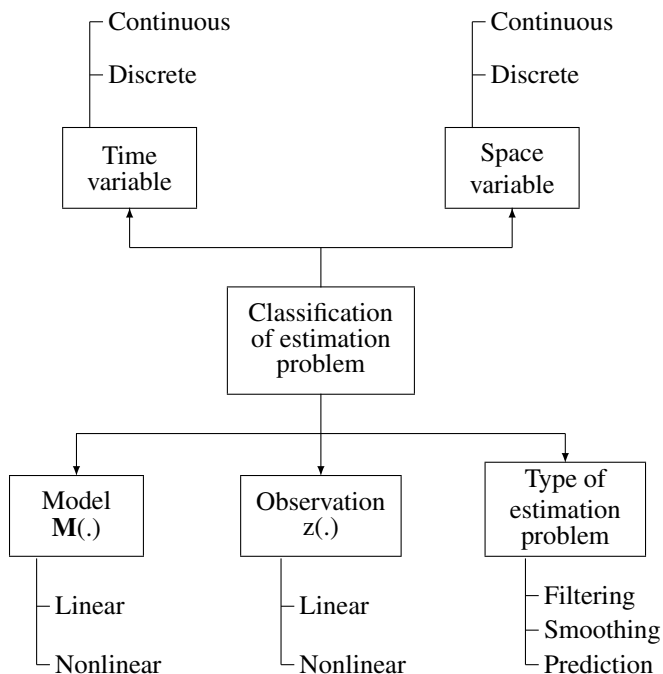 Continuous
Discrete
Time
variable
Continuous
Discrete
Space
variable
Classification
of estimation
problem
Model
M(.)
Linear
Nonlinear
Observation
z(.)
Linear
Nonlinear
Type of
estimation
problem
Filtering
Smoothing
Prediction